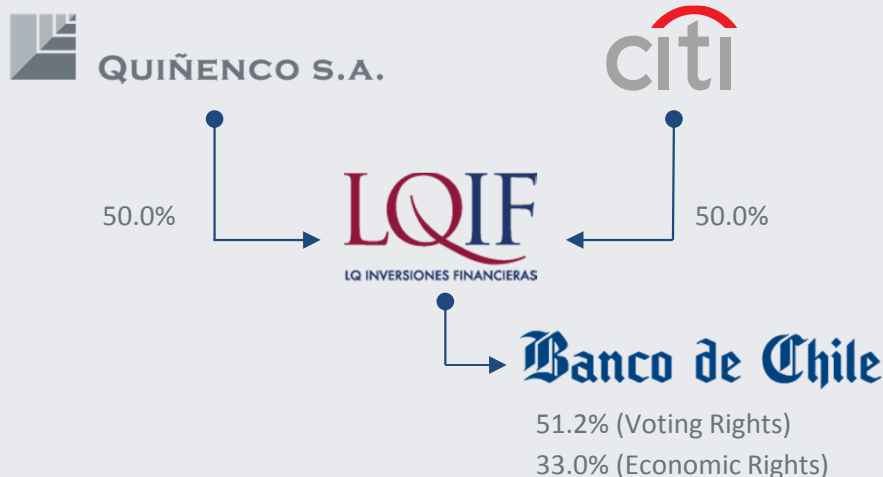 QUIÑENCO S.A.
citi
50.0%
LQIF
50.0%
LQ INVERSIONES FINANCIERAS
Banco de Chile
51.2% (Voting Rights)
33.0% (Economic Rights)